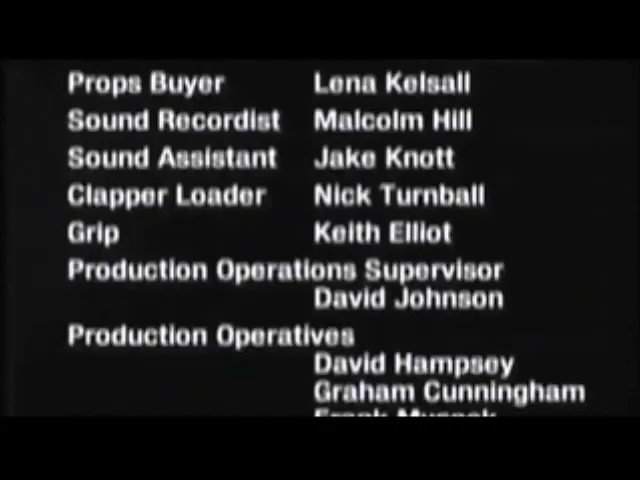 Props Buyer Lena Kelsall
Sound Recordist Malcolm Hill
Sound Assistant Jake Knott
Clapper Loader Nick Turnball
Grip Keith Elliot
Production Operations Supervisor
David Johnson
Production Operatives
David Hampsey
Graham Cunningham